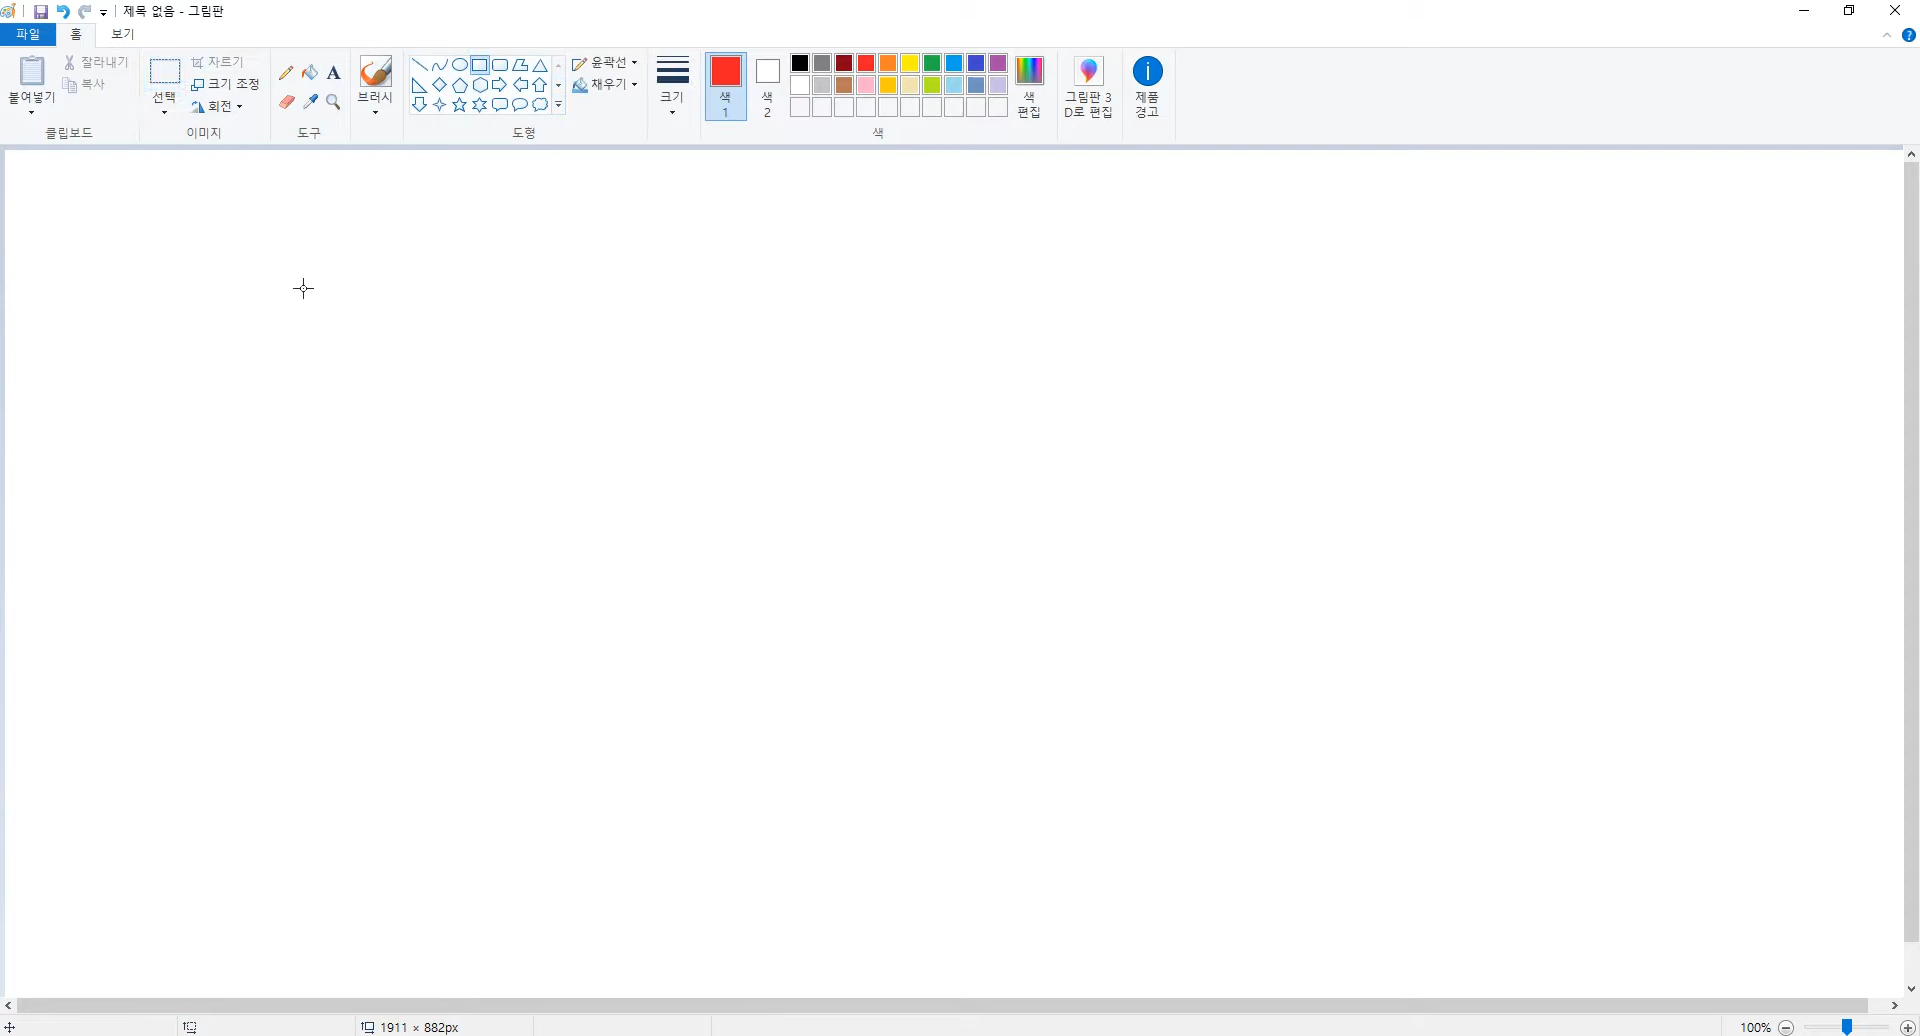 제목 없음 - 그림판
파일 홈 보기
붙여넣기
잘라내기
복사
클립보드
선택
자르기
크기 조정
회전
이미지
A
도구
브러시
윤곽선
채우기
도형
크기
색
1
색
2
색
편집
색
그림판 3
D로 편집
제품
경고
1911 × 882px
100%